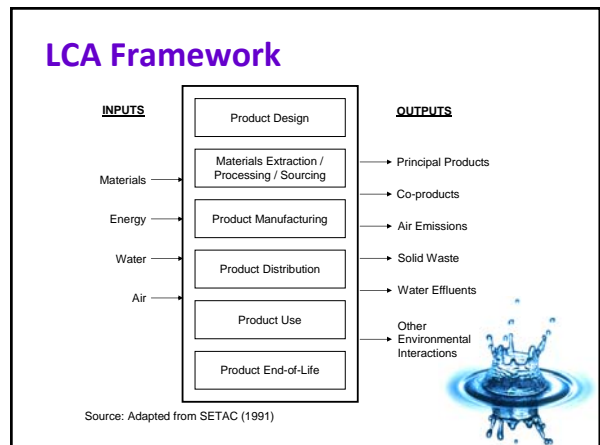 LCA Framework
INPUTS
Materials
Energy
Water
Air
Product Design
Materials Extraction /
Processing / Sourcing
Product Manufacturing
Product Distribution
Product Use
Product End-of-Life
OUTPUTS
Principal Products
Co-products
Air Emissions
Solid Waste
Water Effluents
Other
Environmental
Interactions
Source: Adapted from SETAC (1991)